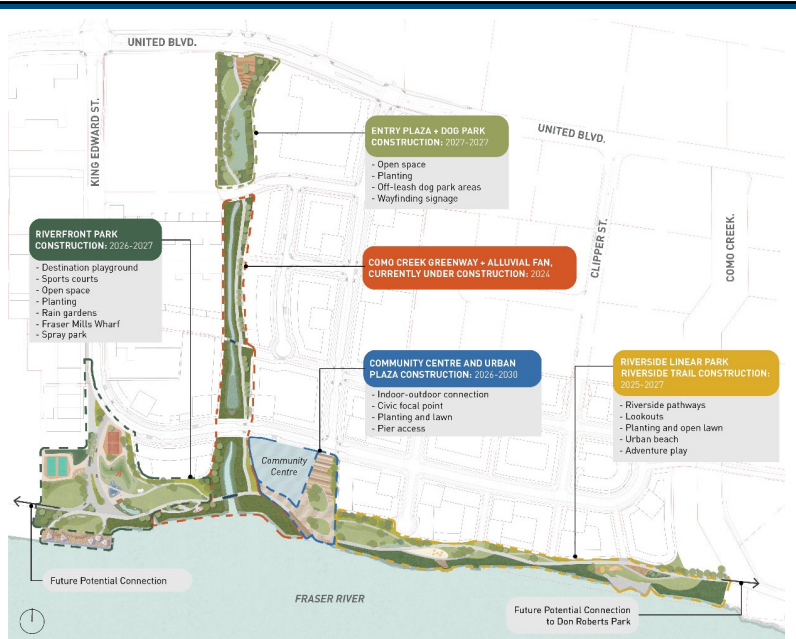 UNITED BLVD.
KING EDWARD ST.
ENTRY PLAZA + DOG PARK
CONSTRUCTION: 2027-2027
- Open space
- Planting
- Off-leash dog park areas
- Wayfinding signage
UNITED BLVD.
CLIPPER ST.
COMO CREEK.
RIVERFRONT PARK
CONSTRUCTION: 2026-2027
- Destination playground
- Sports courts
- Open space
- Planting
- Rain gardens
- Fraser Mills Wharf
- Spray park
COMO CREEK GREENWAY + ALLUVIAL FAN,
CURRENTLY UNDER CONSTRUCTION: 2024
COMMUNITY CENTRE AND URBAN
PLAZA CONSTRUCTION: 2026-2030
- Indoor-outdoor connection
- Civic focal point
- Planting and lawn
- Pier access
RIVERSIDE LINEAR PARK
RIVERSIDE TRAIL CONSTRUCTION:
2025-2027
- Riverside pathways
- Lookouts
- Planting and open lawn
- Urban beach
- Adventure play
Community
Centre
Future Potential Connection
FRASER RIVER
Future Potential Connection
to Don Roberts Park